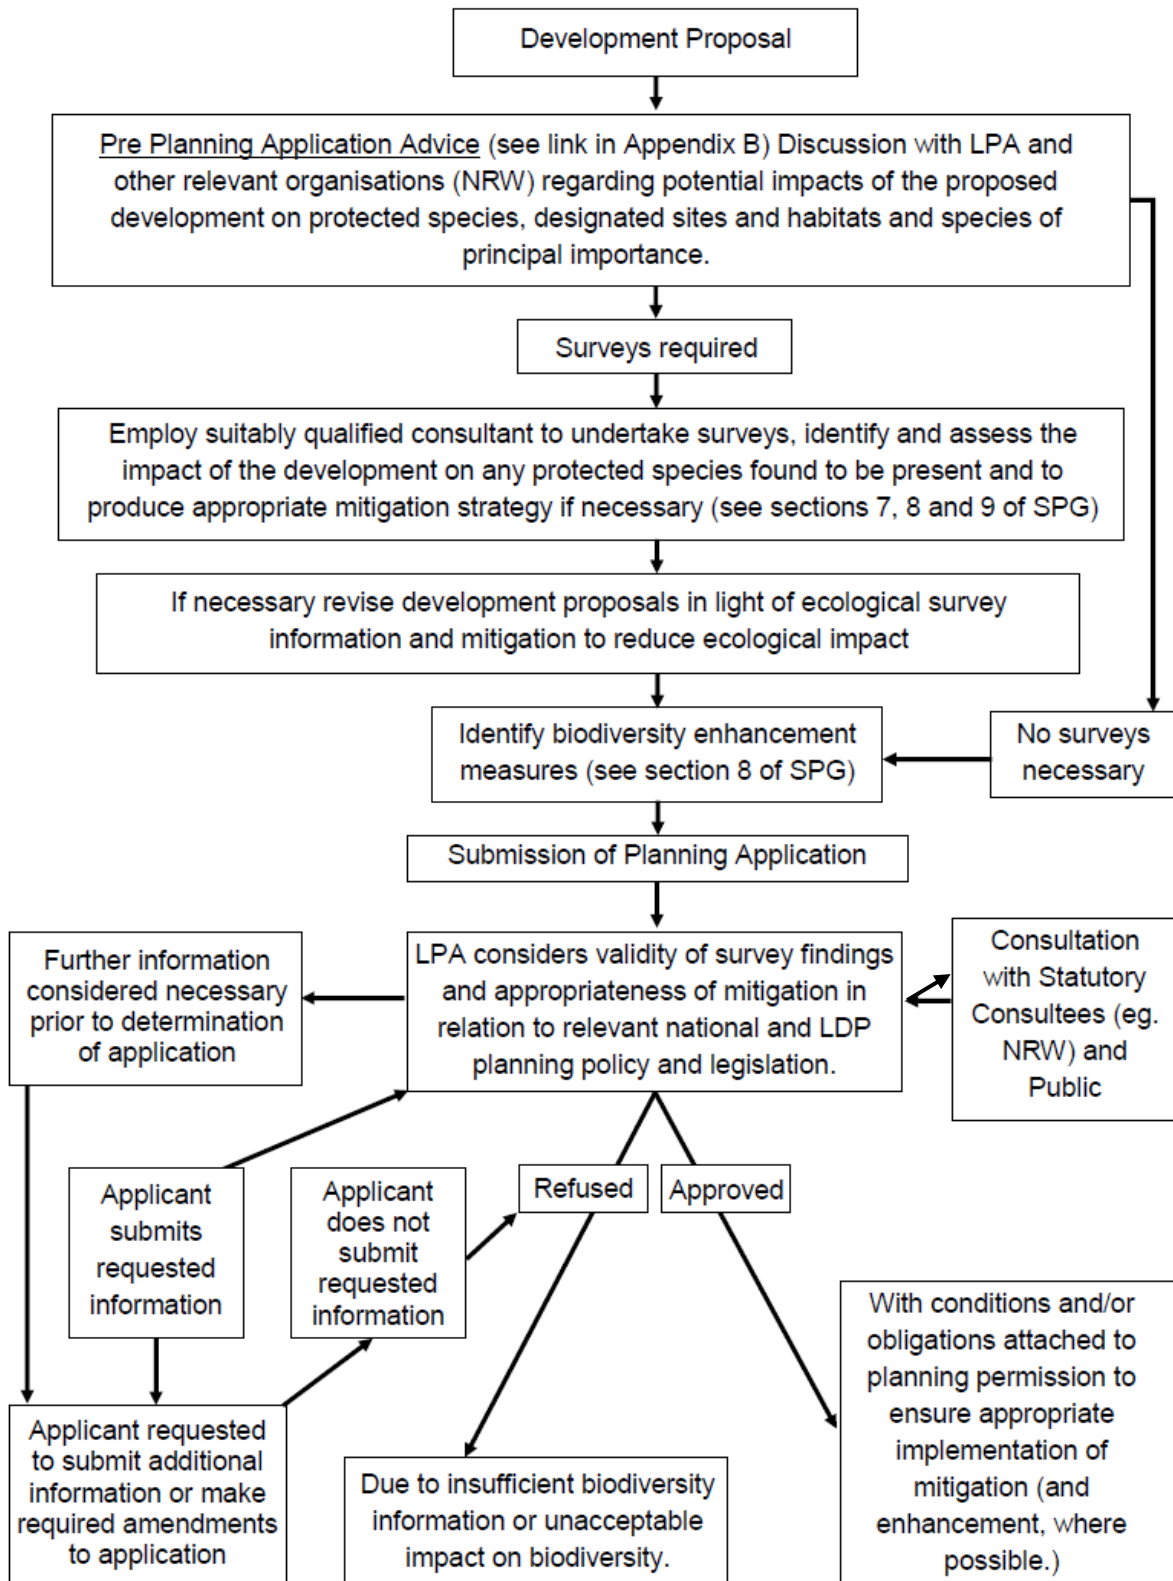 Development Proposal
Pre Planning Application Advice (see link in Appendix B) Discussion with LPA and
other relevant organisations (NRW) regarding potential impacts of the proposed
development on protected species, designated sites and habitats and species of
principal importance.
Surveys required
Employ suitably qualified consultant to undertake surveys, identify and assess the
impact of the development on any protected species found to be present and to
produce appropriate mitigation strategy if necessary (see sections 7, 8 and 9 of SPG)
If necessary revise development proposals in light of ecological survey
information and mitigation to reduce ecological impact
Identify biodiversity enhancement
measures (see section 8 of SPG)
No surveys
necessary
Submission of Planning Application
Further information
considered necessary
prior to determination
of application
LPA considers validity of survey findings
and appropriateness of mitigation in
relation to relevant national and LDP
planning policy and legislation.
Consultation
with Statutory
Consultees (eg.
NRW) and
Public
Applicant
submits
requested
information
Applicant
does not
submit
requested
information
Refused
Approved
Applicant requested
to submit additional
information or make
required amendments
to application
Due to insufficient biodiversity
information or unacceptable
impact on biodiversity.
With conditions and/or
obligations attached to
planning permission to
ensure appropriate
implementation of
mitigation (and
enhancement, where
possible.)